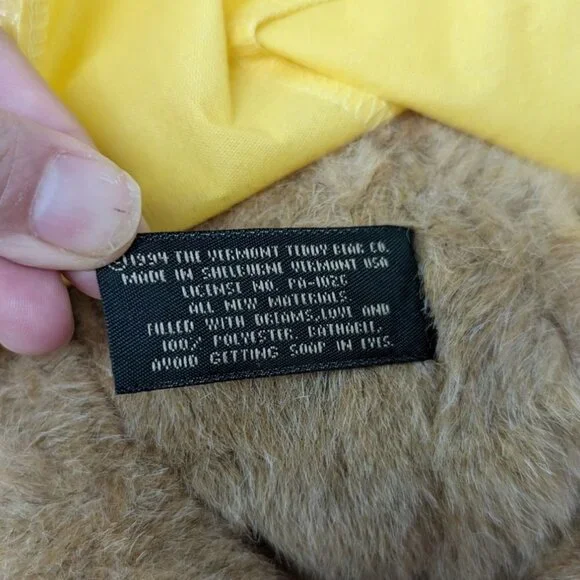 ©1994 THE VERMONT TEDDY BEAR CO.
MADE IN SHELBURNE VERMONT USA
LICENSE NO. PA-1025
ALL NEW MATERIALS
FILLED WITH DREAMS,LOVE AND
100% POLYESTER. BATHABLE.
AVOID GETTING SOAP IN EYES.